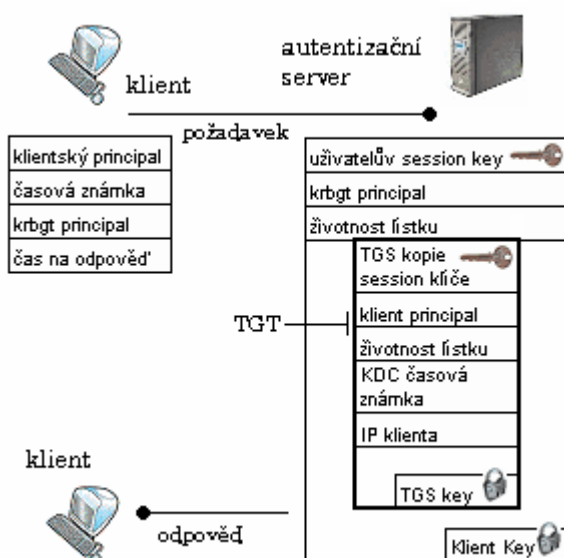 klient
autentizační
server
požadavek
klientský principal
časová známka
krbgt principal
čas na odpověď
uživatelův session key
krbgt principal
životnost lístku
TGS kopie
session klíče
klient principal
životnost lístku
KDC časová
známka
IP klienta
TGS key
TGT
klient
odpověď
Klient Key